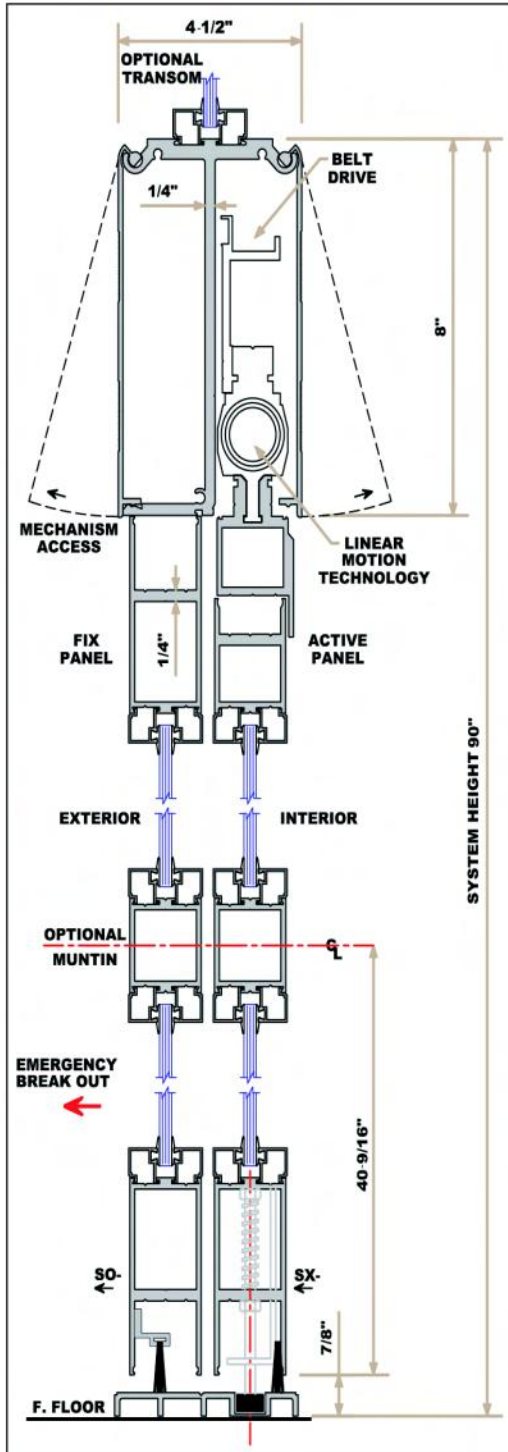 4-1/2"
OPTIONAL
TRANSOM
BELT
DRIVE
1/4"
8"
MECHANISM
ACCESS
LINEAR
MOTION
TECHNOLOGY
FIX
PANEL
1/4"
ACTIVE
PANEL
SYSTEM HEIGHT 90"
EXTERIOR
INTERIOR
OPTIONAL
MUNTIN
CL
EMERGENCY
BREAK OUT
40-9/16"
SO-
SX-
7/8"
F. FLOOR